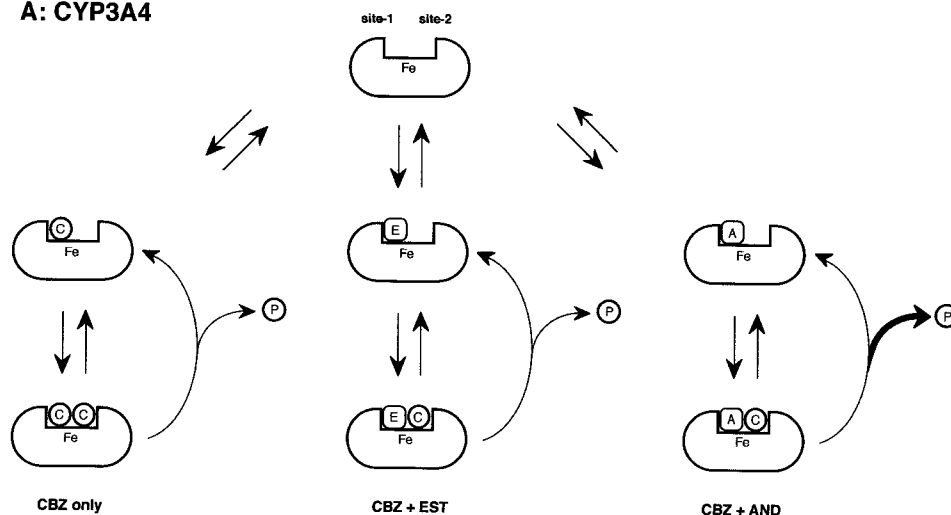 A: CYP3A4
site-1 site-2
Fe
C
Fe
E
Fe
A
Fe
P
P
P
C C
Fe
E C
Fe
A C
Fe
CBZ only
CBZ + EST
CBZ + AND